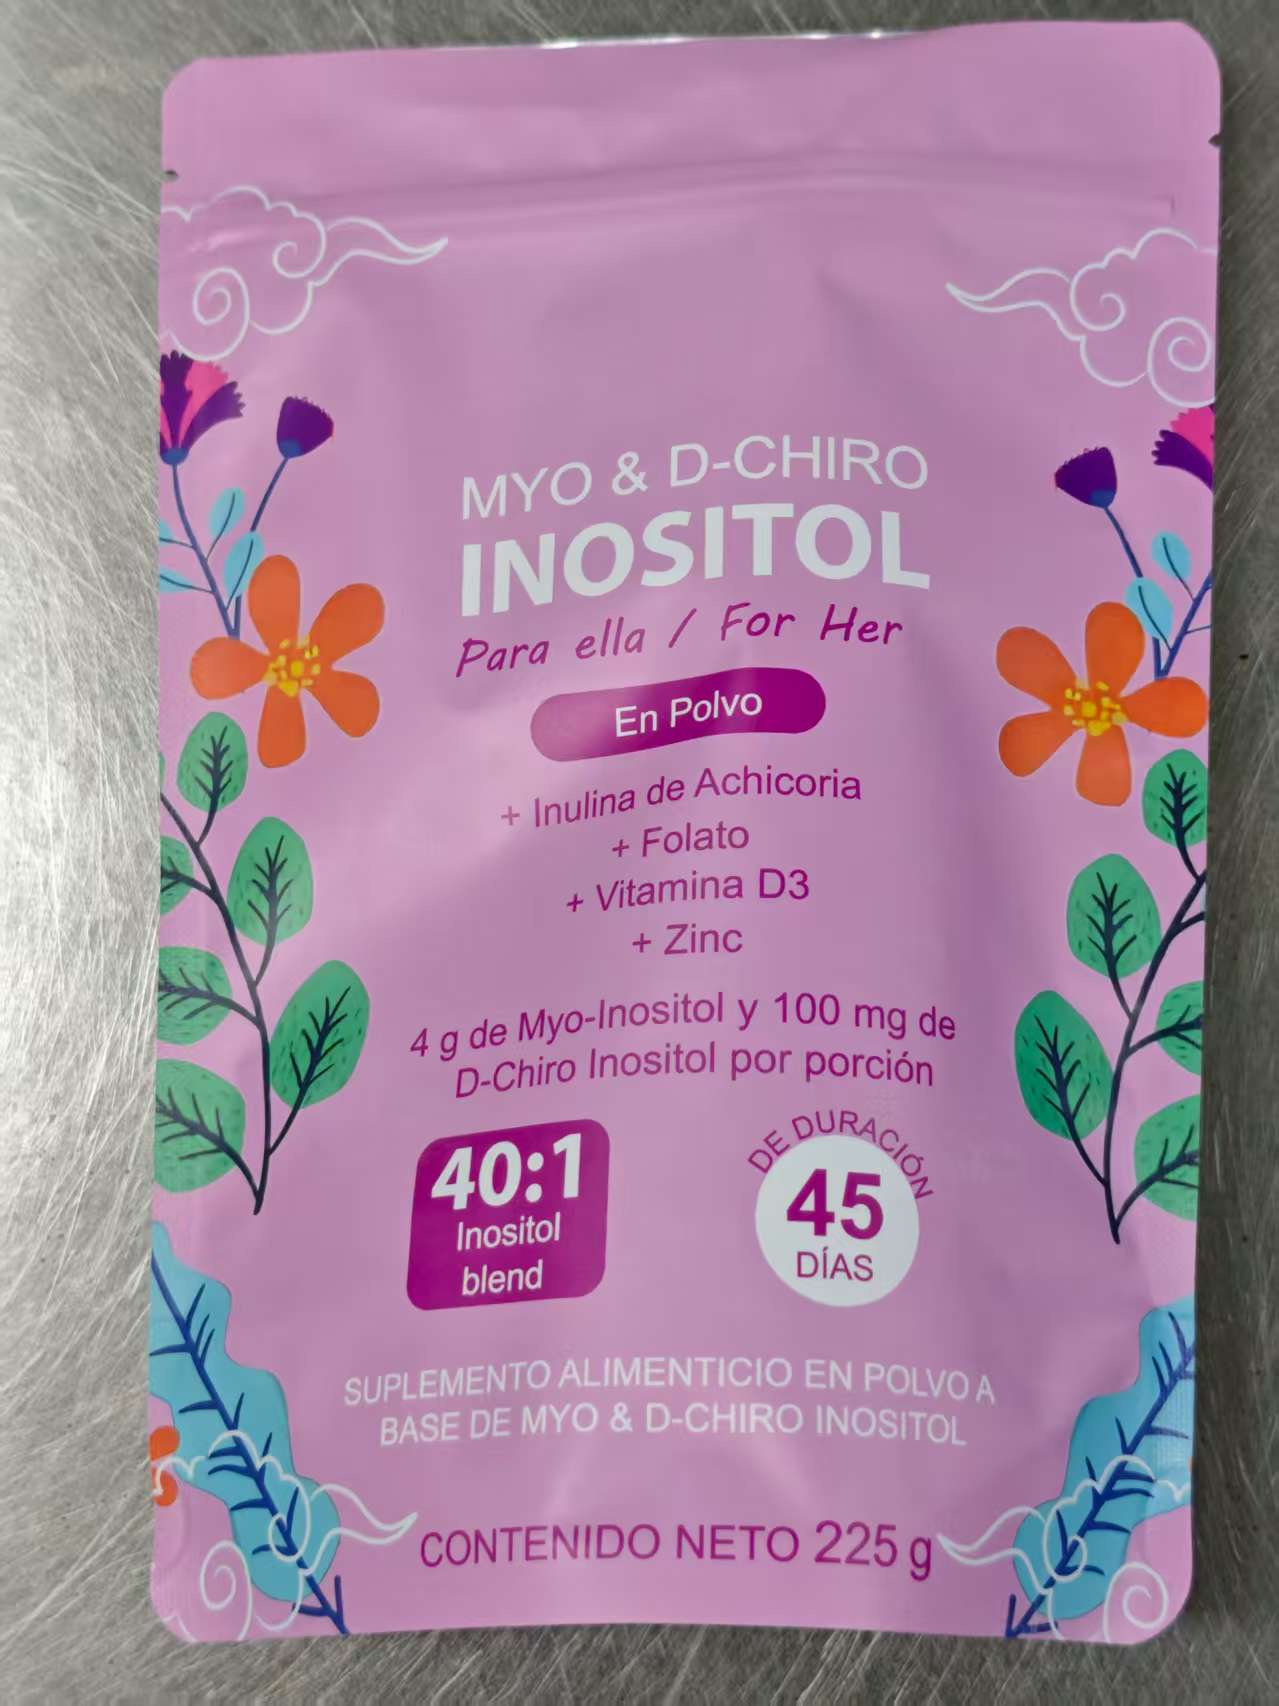 MYO & D-CHIRO
INOSITOL
Para ella / For Her
En Polvo
+ Inulina de Achicoria
+ Folato
+ Vitamina D3
+ Zinc
4 g de Myo-Inositol y 100 mg de
D-Chiro Inositol por porción
40:1
Inositol
blend
DE DURACIÓN
45
DÍAS
SUPLEMENTO ALIMENTICIO EN POLVO A
BASE DE MYO & D-CHIRO INOSITOL
CONTENIDO NETO 225 g